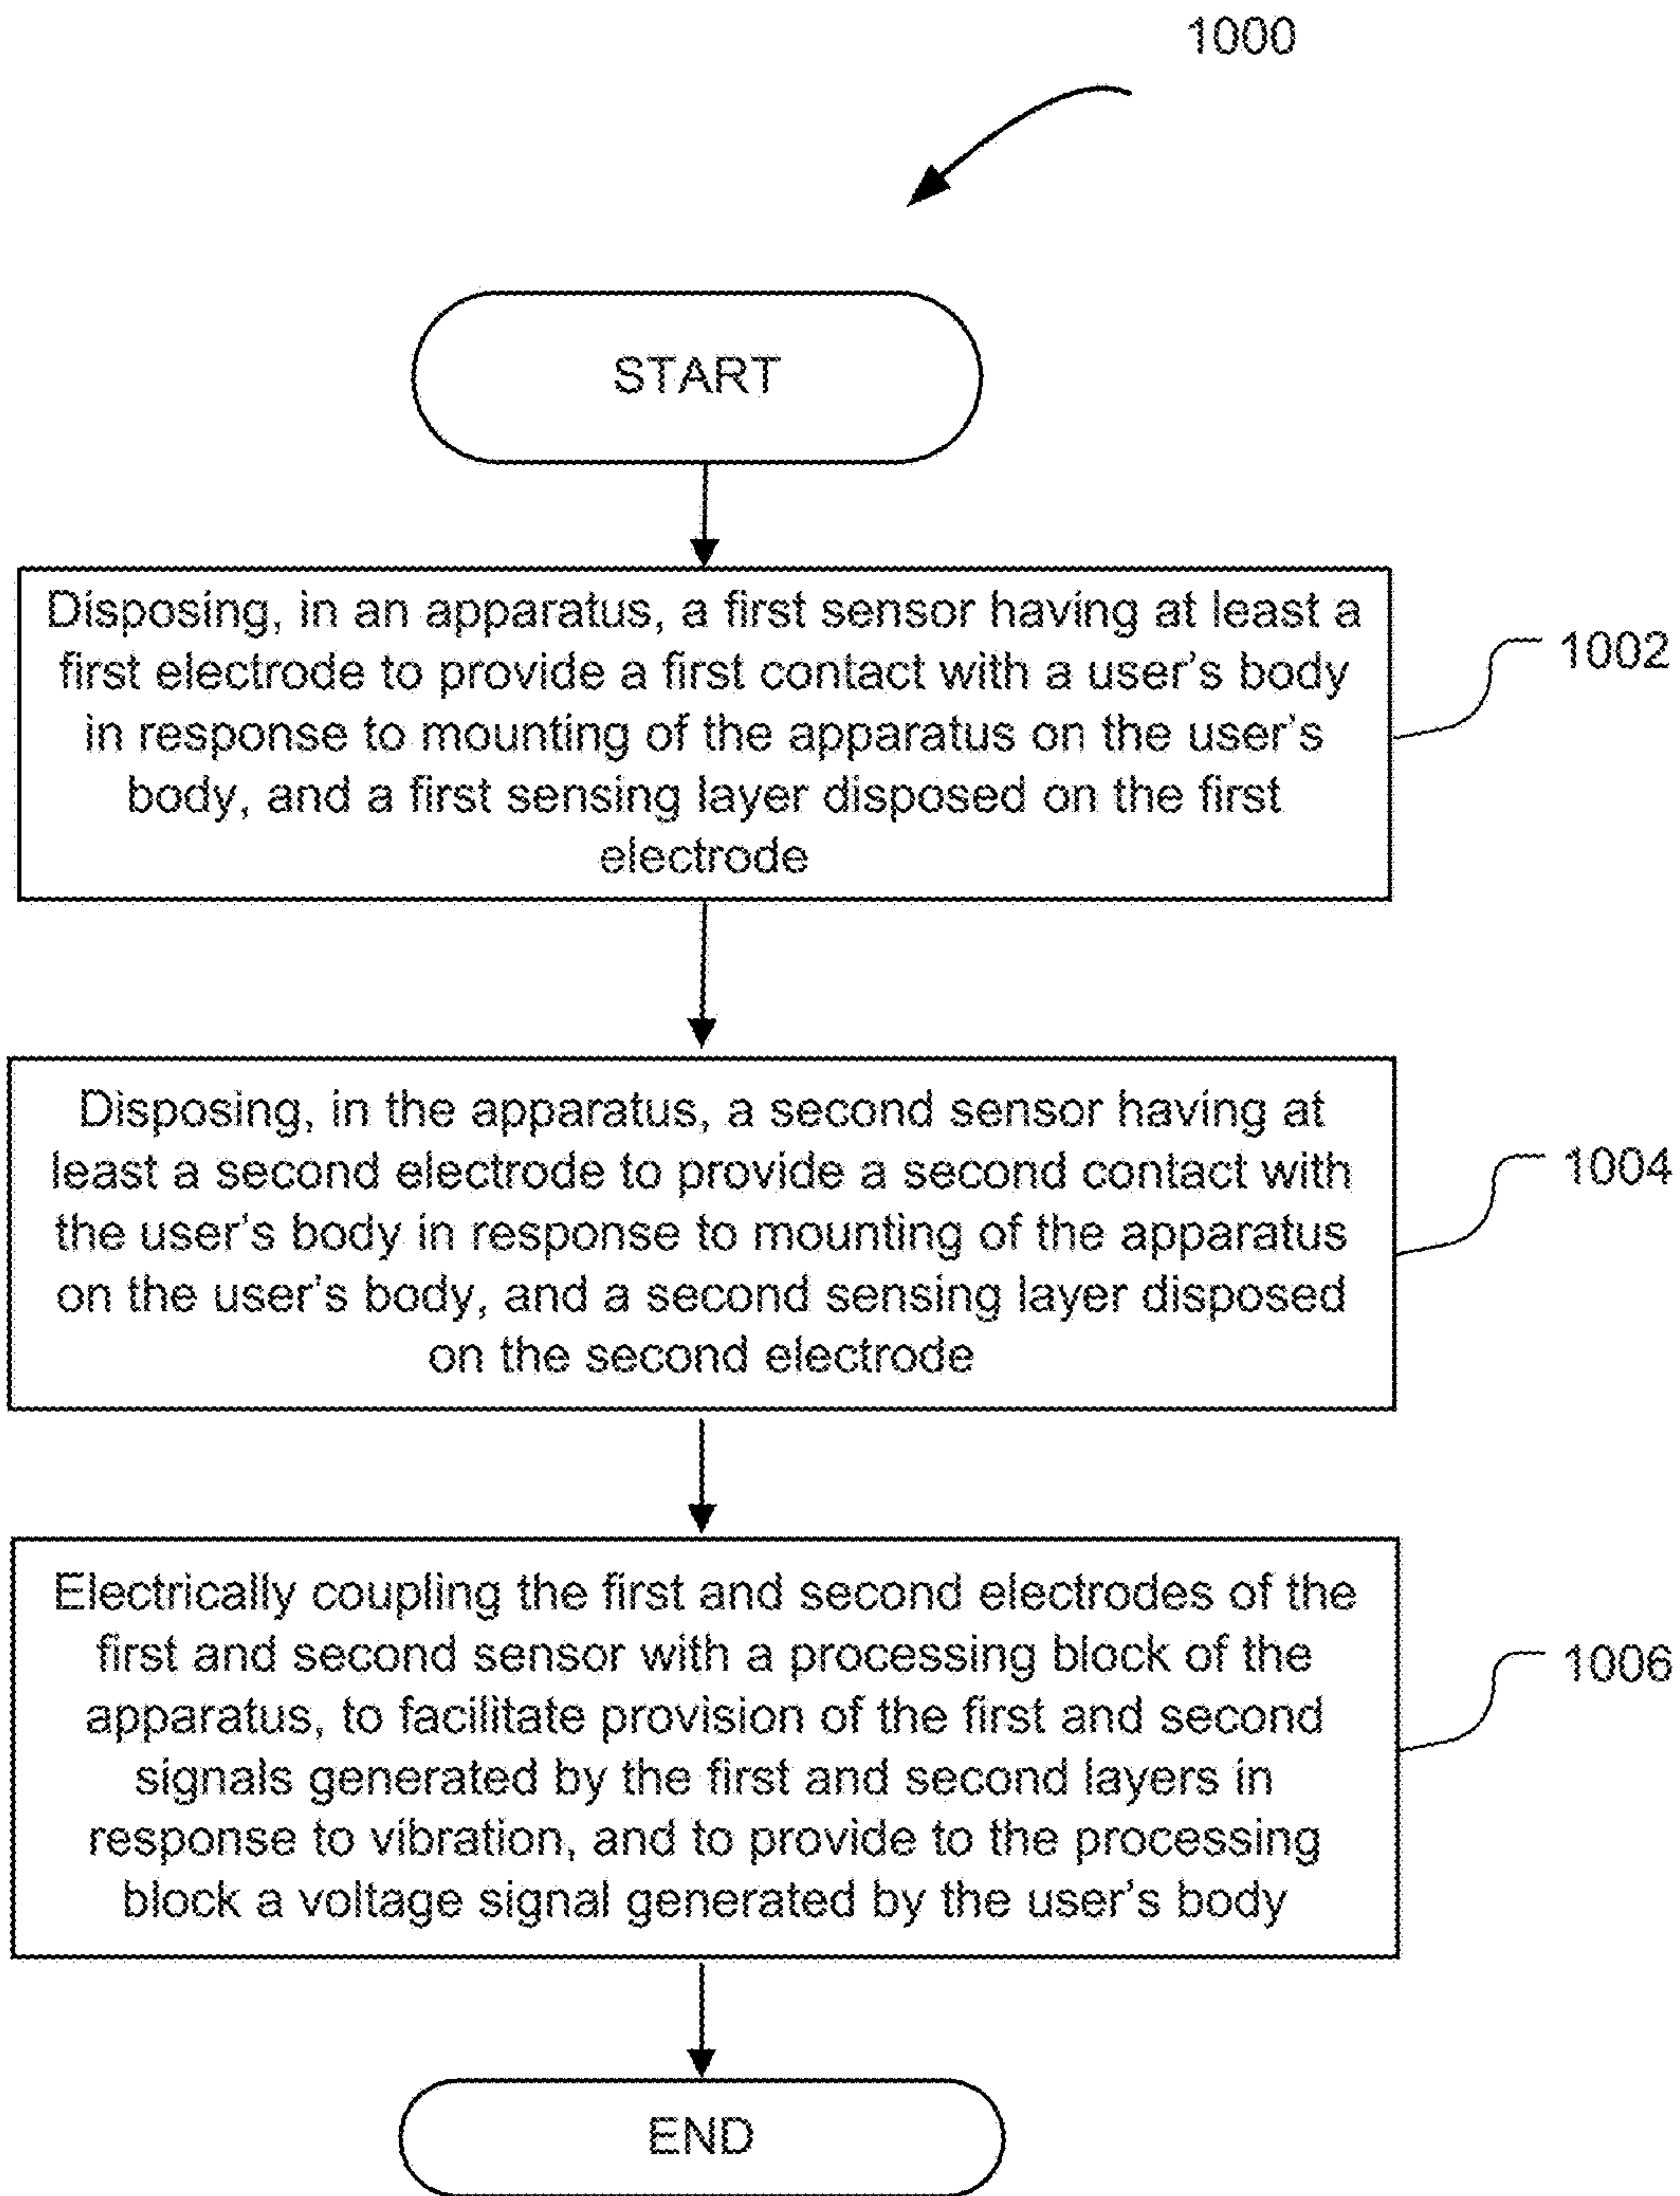 1000
START
Disposing, in an apparatus, a first sensor having at least a
first electrode to provide a first contact with a user's body
in response to mounting of the apparatus on the user's
body, and a first sensing layer disposed on the first
electrode
1002
Disposing, in the apparatus, a second sensor having at
least a second electrode to provide a second contact with
the user's body in response to mounting of the apparatus
on the user's body, and a second sensing layer disposed
on the second electrode
1004
Electrically coupling the first and second electrodes of the
first and second sensor with a processing block of the
apparatus, to facilitate provision of the first and second
signals generated by the first and second layers in
response to vibration, and to provide to the processing
block a voltage signal generated by the user's body
1006
END